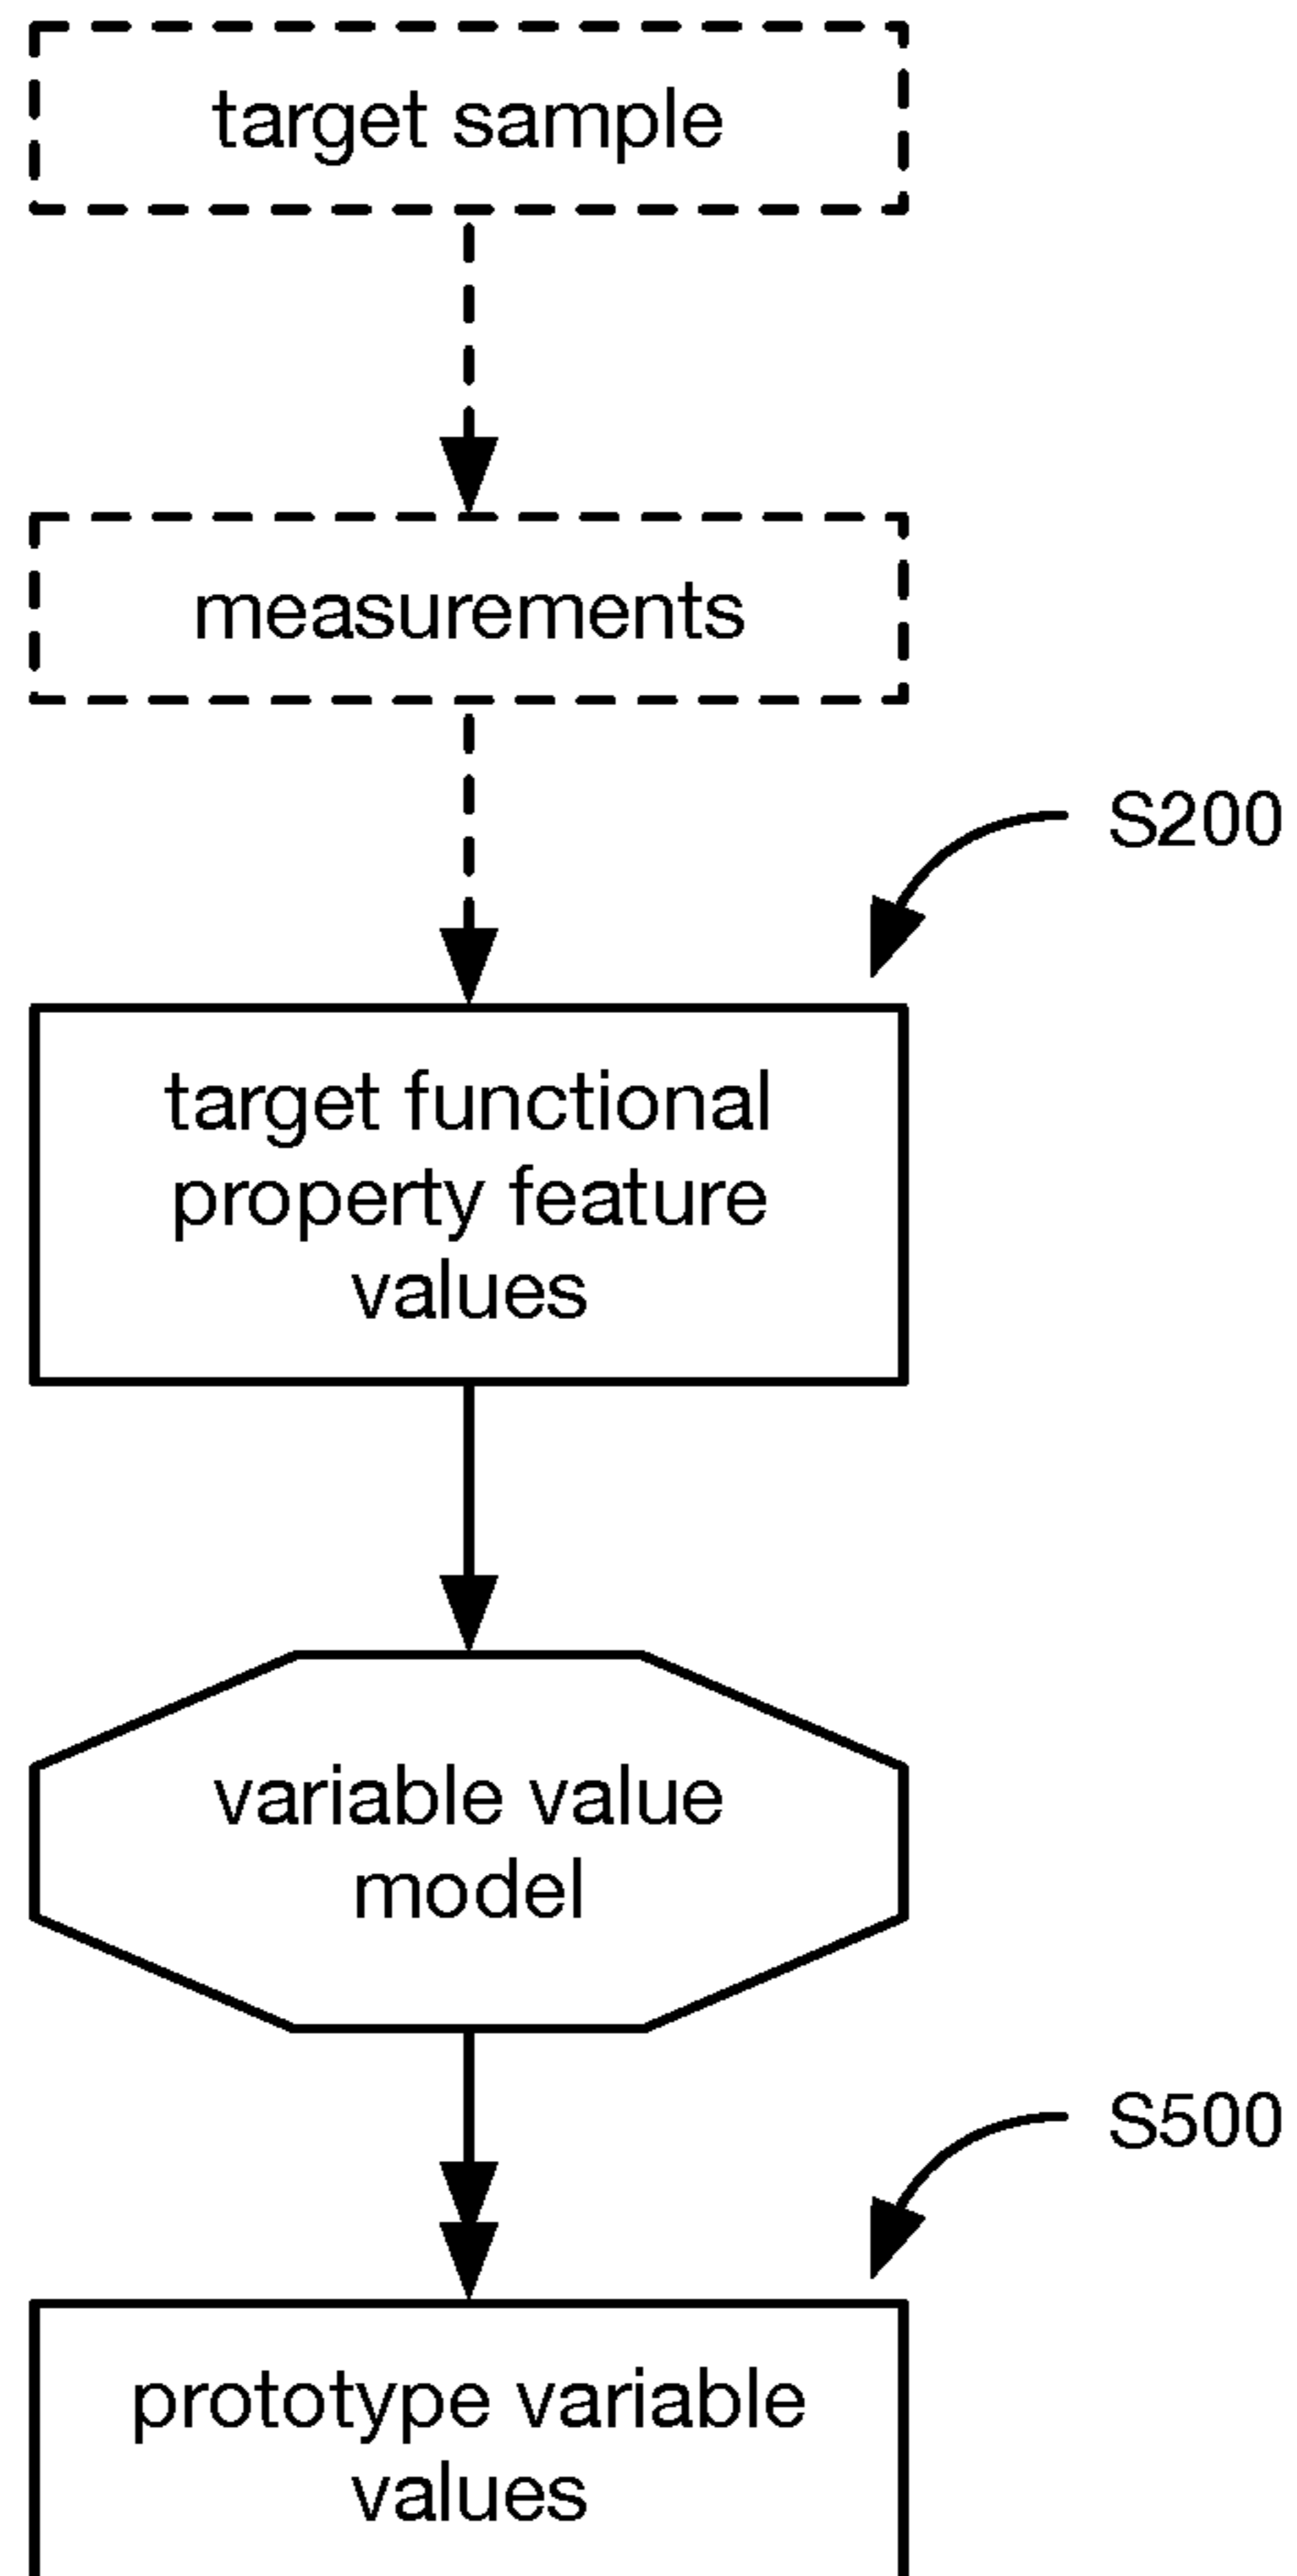 target sample
measurements
S200
target functional
property feature
values
variable value
model
S500
prototype variable
values